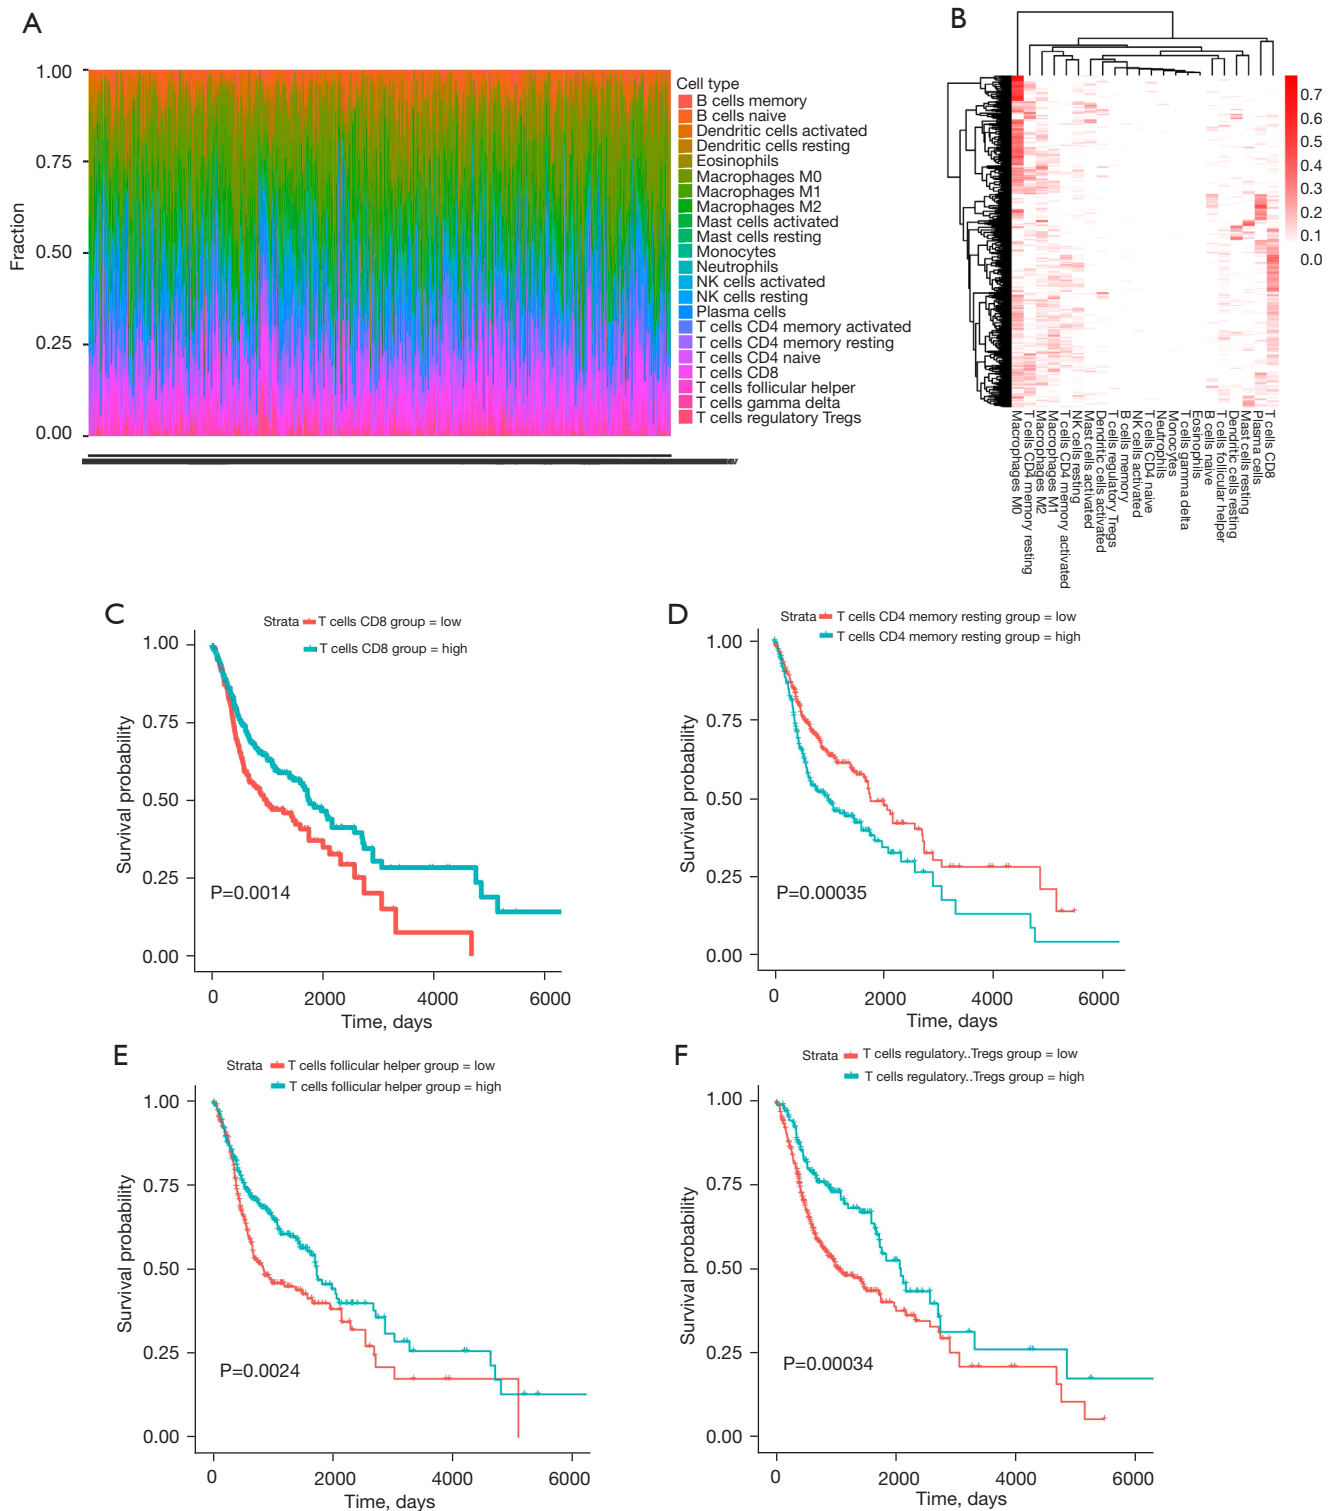 A
Fraction
1.00
0.75
0.50
0.25
0.00
Cell type
B cells memory
B cells naive
Dendritic cells activated
Dendritic cells resting
Eosinophils
Macrophages M0
Macrophages M1
Macrophages M2
Mast cells activated
Mast cells resting
Monocytes
Neutrophils
NK cells activated
NK cells resting
Plasma cells
T cells CD4 memory activated
T cells CD4 memory resting
T cells CD4 naive
T cells CD8
T cells follicular helper
T cells gamma delta
T cells regulatory Tregs
B
0.7
0.6
0.5
0.4
0.3
0.2
0.1
0.0
Macrophages M0
T cells CD4 memory resting
Macrophages M2
Macrophages M1
T cells CD4 memory activated
NK cells resting
Mast cells activated
Dendritic cells activated
T cells regulatory Tregs
B cells memory
NK cells activated
T cells CD4 naive
Neutrophils
Monocytes
T cells gamma delta
Eosinophils
B cells naive
T cells follicular helper
Dendritic cells resting
Mast cells resting
Plasma cells
T cells CD8
C
Strata T cells CD8 group = low
T cells CD8 group = high
Survival probability
1.00
0.75
0.50
0.25
0.00
P=0.0014
0 2000 4000 6000
Time, days
D
Strata T cells CD4 memory resting group = low
T cells CD4 memory resting group = high
Survival probability
1.00
0.75
0.50
0.25
0.00
P=0.00035
0 2000 4000 6000
Time, days
E
Strata T cells follicular helper group = low
T cells follicular helper group = high
Survival probability
1.00
0.75
0.50
0.25
0.00
P=0.0024
0 2000 4000 6000
Time, days
F
Strata T cells regulatory..Tregs group = low
T cells regulatory..Tregs group = high
Survival probability
1.00
0.75
0.50
0.25
0.00
P=0.00034
0 2000 4000 6000
Time, days